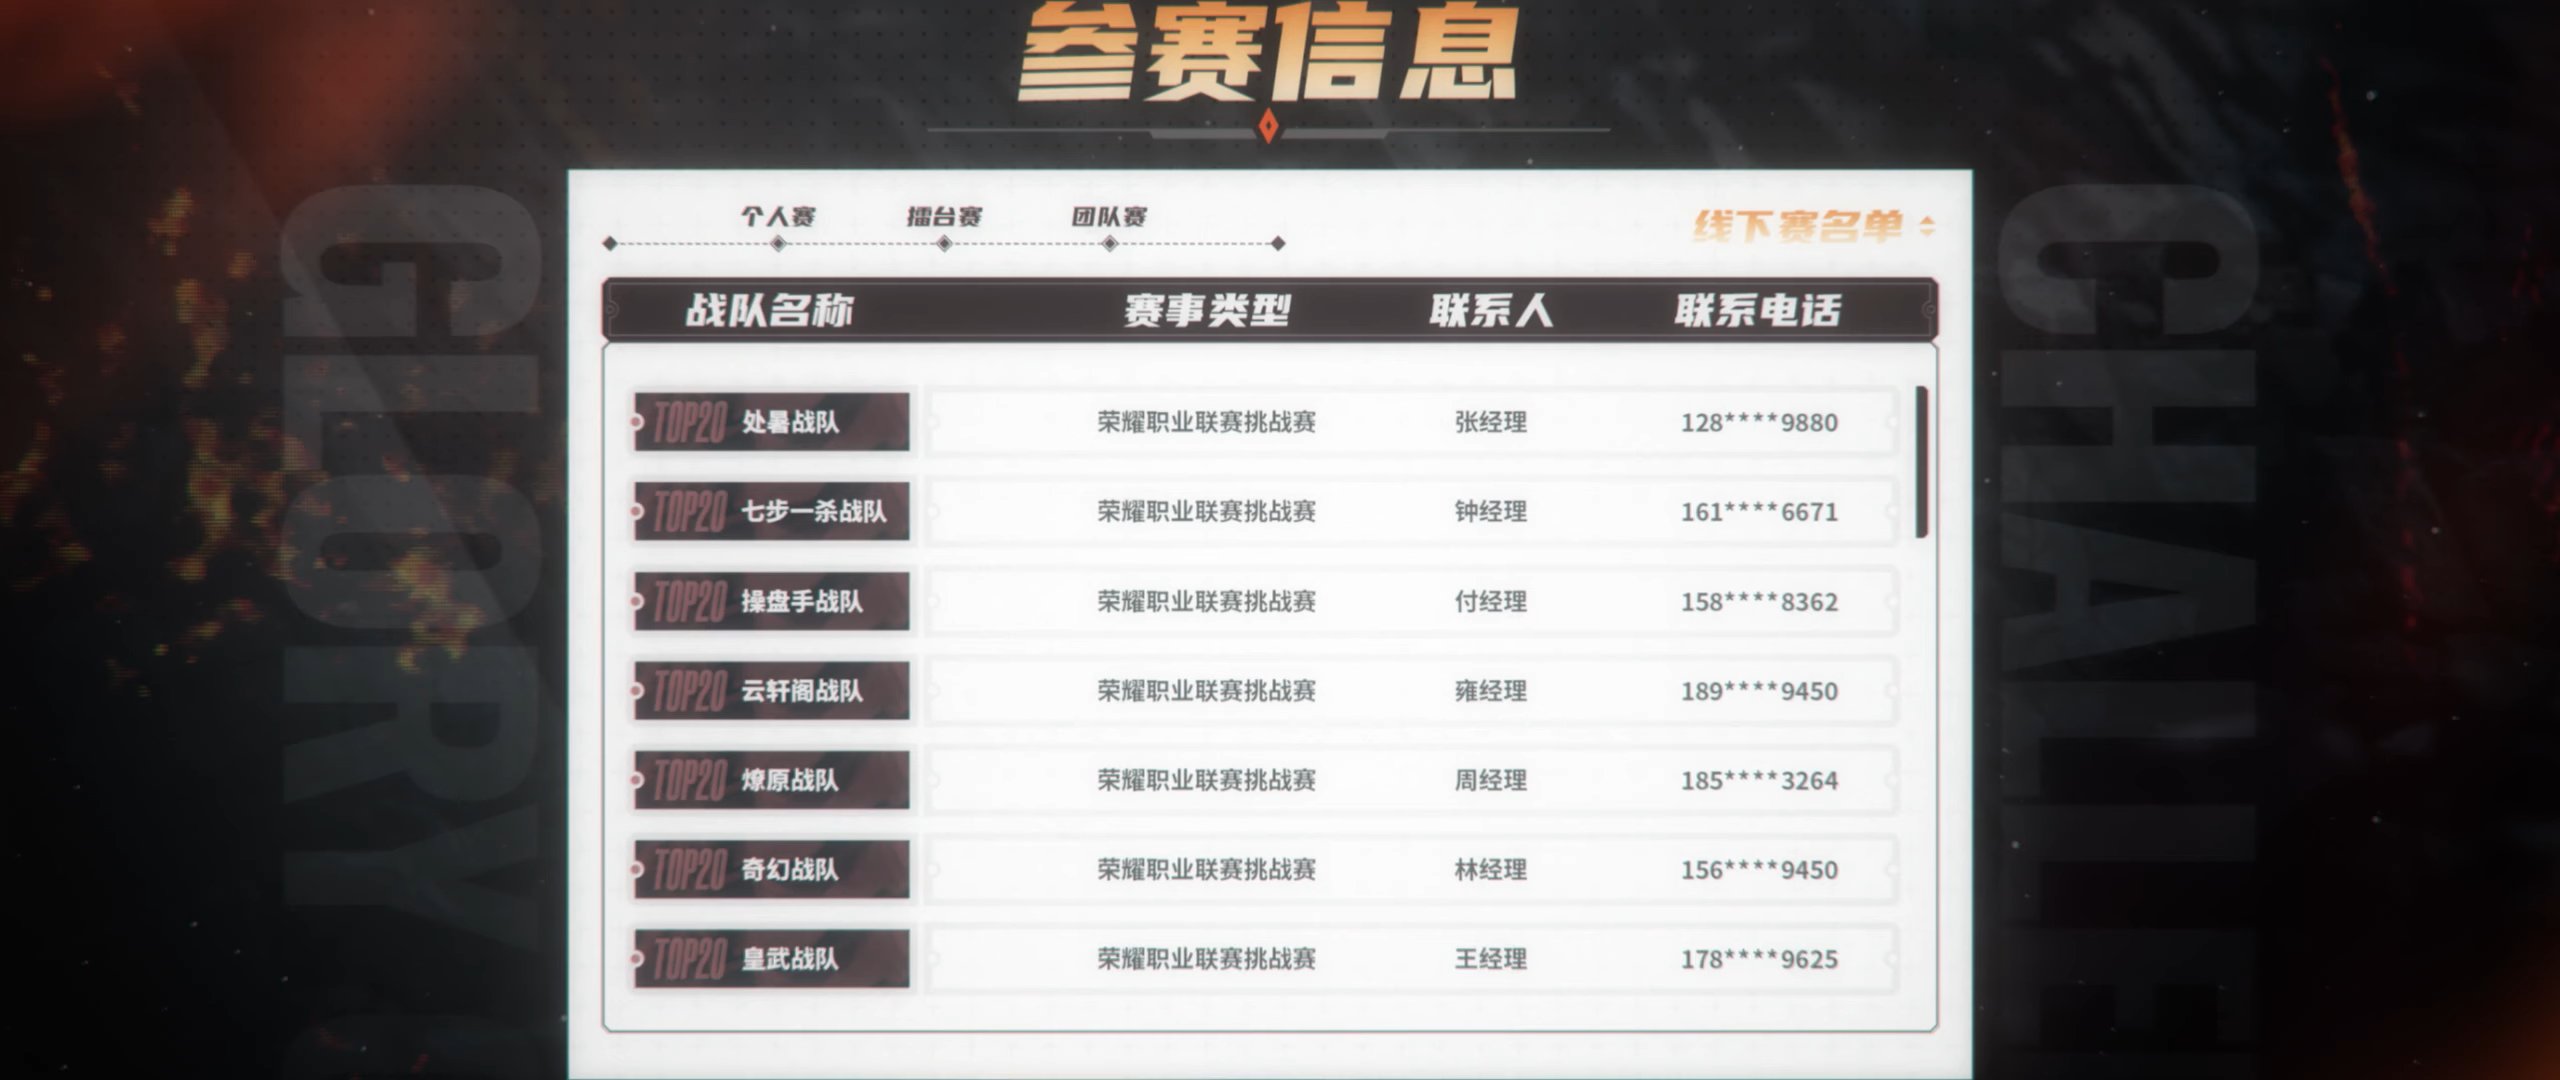 参赛信息
个人赛 擂台赛 团队赛
线下赛名单
战队名称 赛事类型 联系人 联系电话
TOP20 处暑战队 荣耀职业联赛挑战赛 张经理 128****9880
TOP20 七步一杀战队 荣耀职业联赛挑战赛 钟经理 161****6671
TOP20 操盘手战队 荣耀职业联赛挑战赛 付经理 158****8362
TOP20 云轩阁战队 荣耀职业联赛挑战赛 雍经理 189****9450
TOP20 燎原战队 荣耀职业联赛挑战赛 周经理 185****3264
TOP20 奇幻战队 荣耀职业联赛挑战赛 林经理 156****9450
TOP20 皇武战队 荣耀职业联赛挑战赛 王经理 178****9625
GLORY
CHALLE